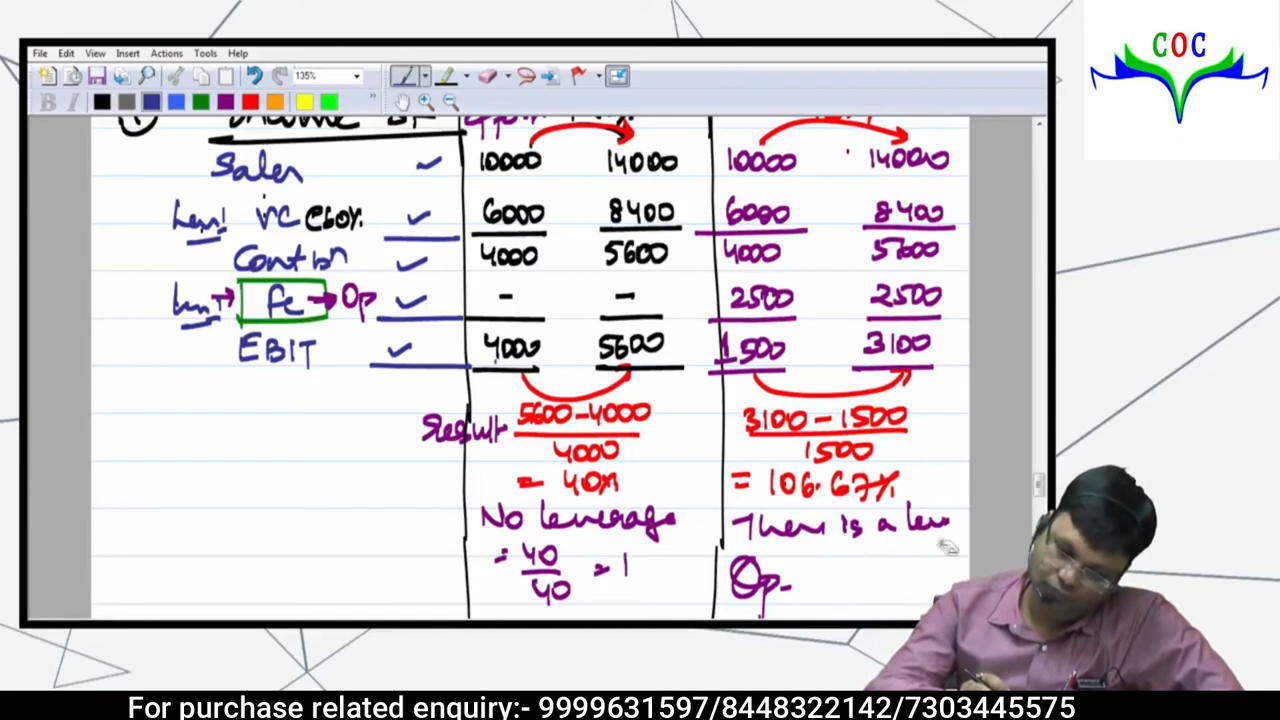 COC
File Edit View Insert Actions Tools Help
135%
B I
① Income
Sales 10000 14000 10000 14000
VC @60% 6000 8400 6000 8400
4000 5600 4000 5600
FC Op - - 2500 2500
EBIT 4000 5600 1500 3100
Result 5600-4000 3100-1500
4000 1500
= 40% = 106.67%
No leverage There is a lev
= 40 = 1 Op-
40
For purchase related enquiry:- 9999631597/8448322142/7303445575